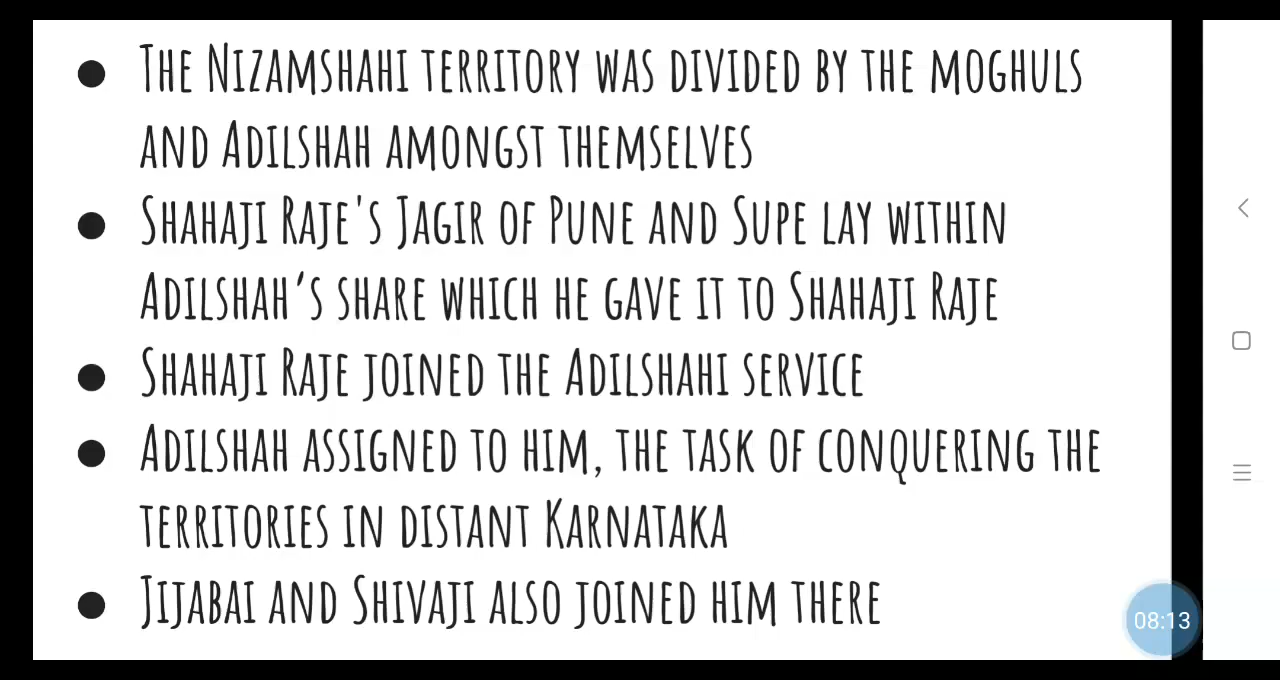 ● The Nizamshahi territory was divided by the Moghuls
and Adilshah amongst themselves
● Shahaji Raje's Jagir of Pune and Supe lay within
Adilshah’s share which he gave it to Shahaji Raje
● Shahaji Raje joined the Adilshahi service
● Adilshah assigned to him, the task of conquering the
territories in distant Karnataka
● Jijabai and Shivaji also joined him there
08:13